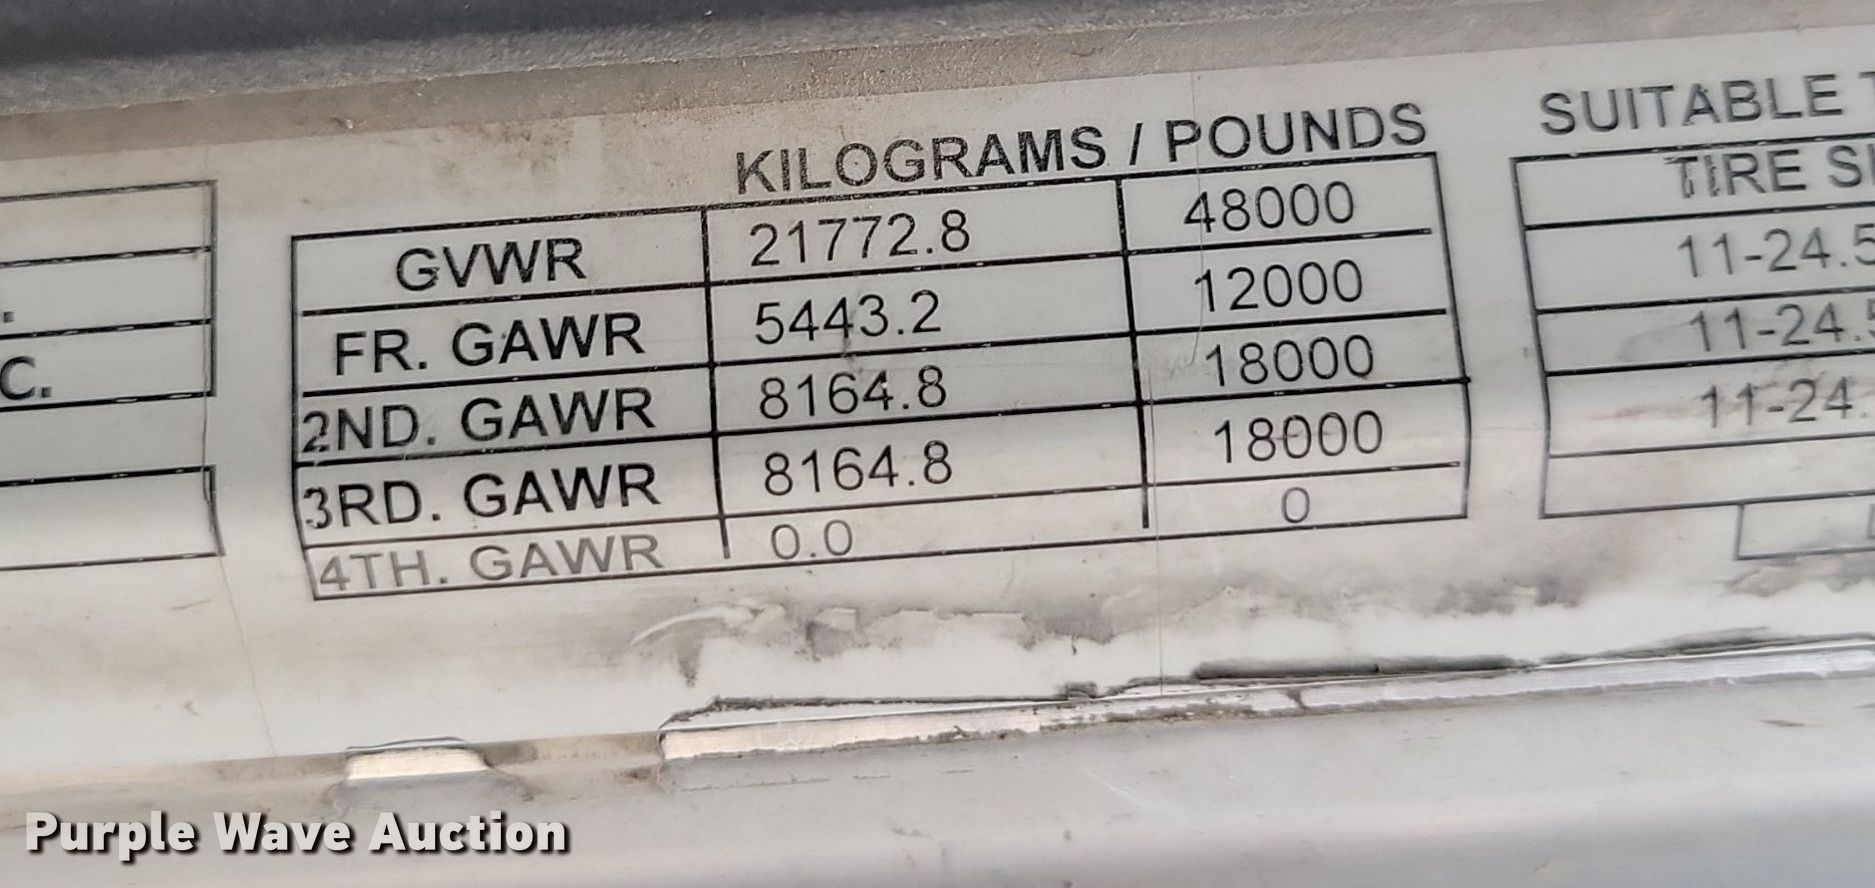 KILOGRAMS / POUNDS
GVWR 21772.8 48000
FR. GAWR 5443.2 12000
2ND. GAWR 8164.8 18000
3RD. GAWR 8164.8 18000
4TH. GAWR 0.0 0
C.
SUITABLE
TIRE
11-24.5
11-24.
11-24.
Purple Wave Auction